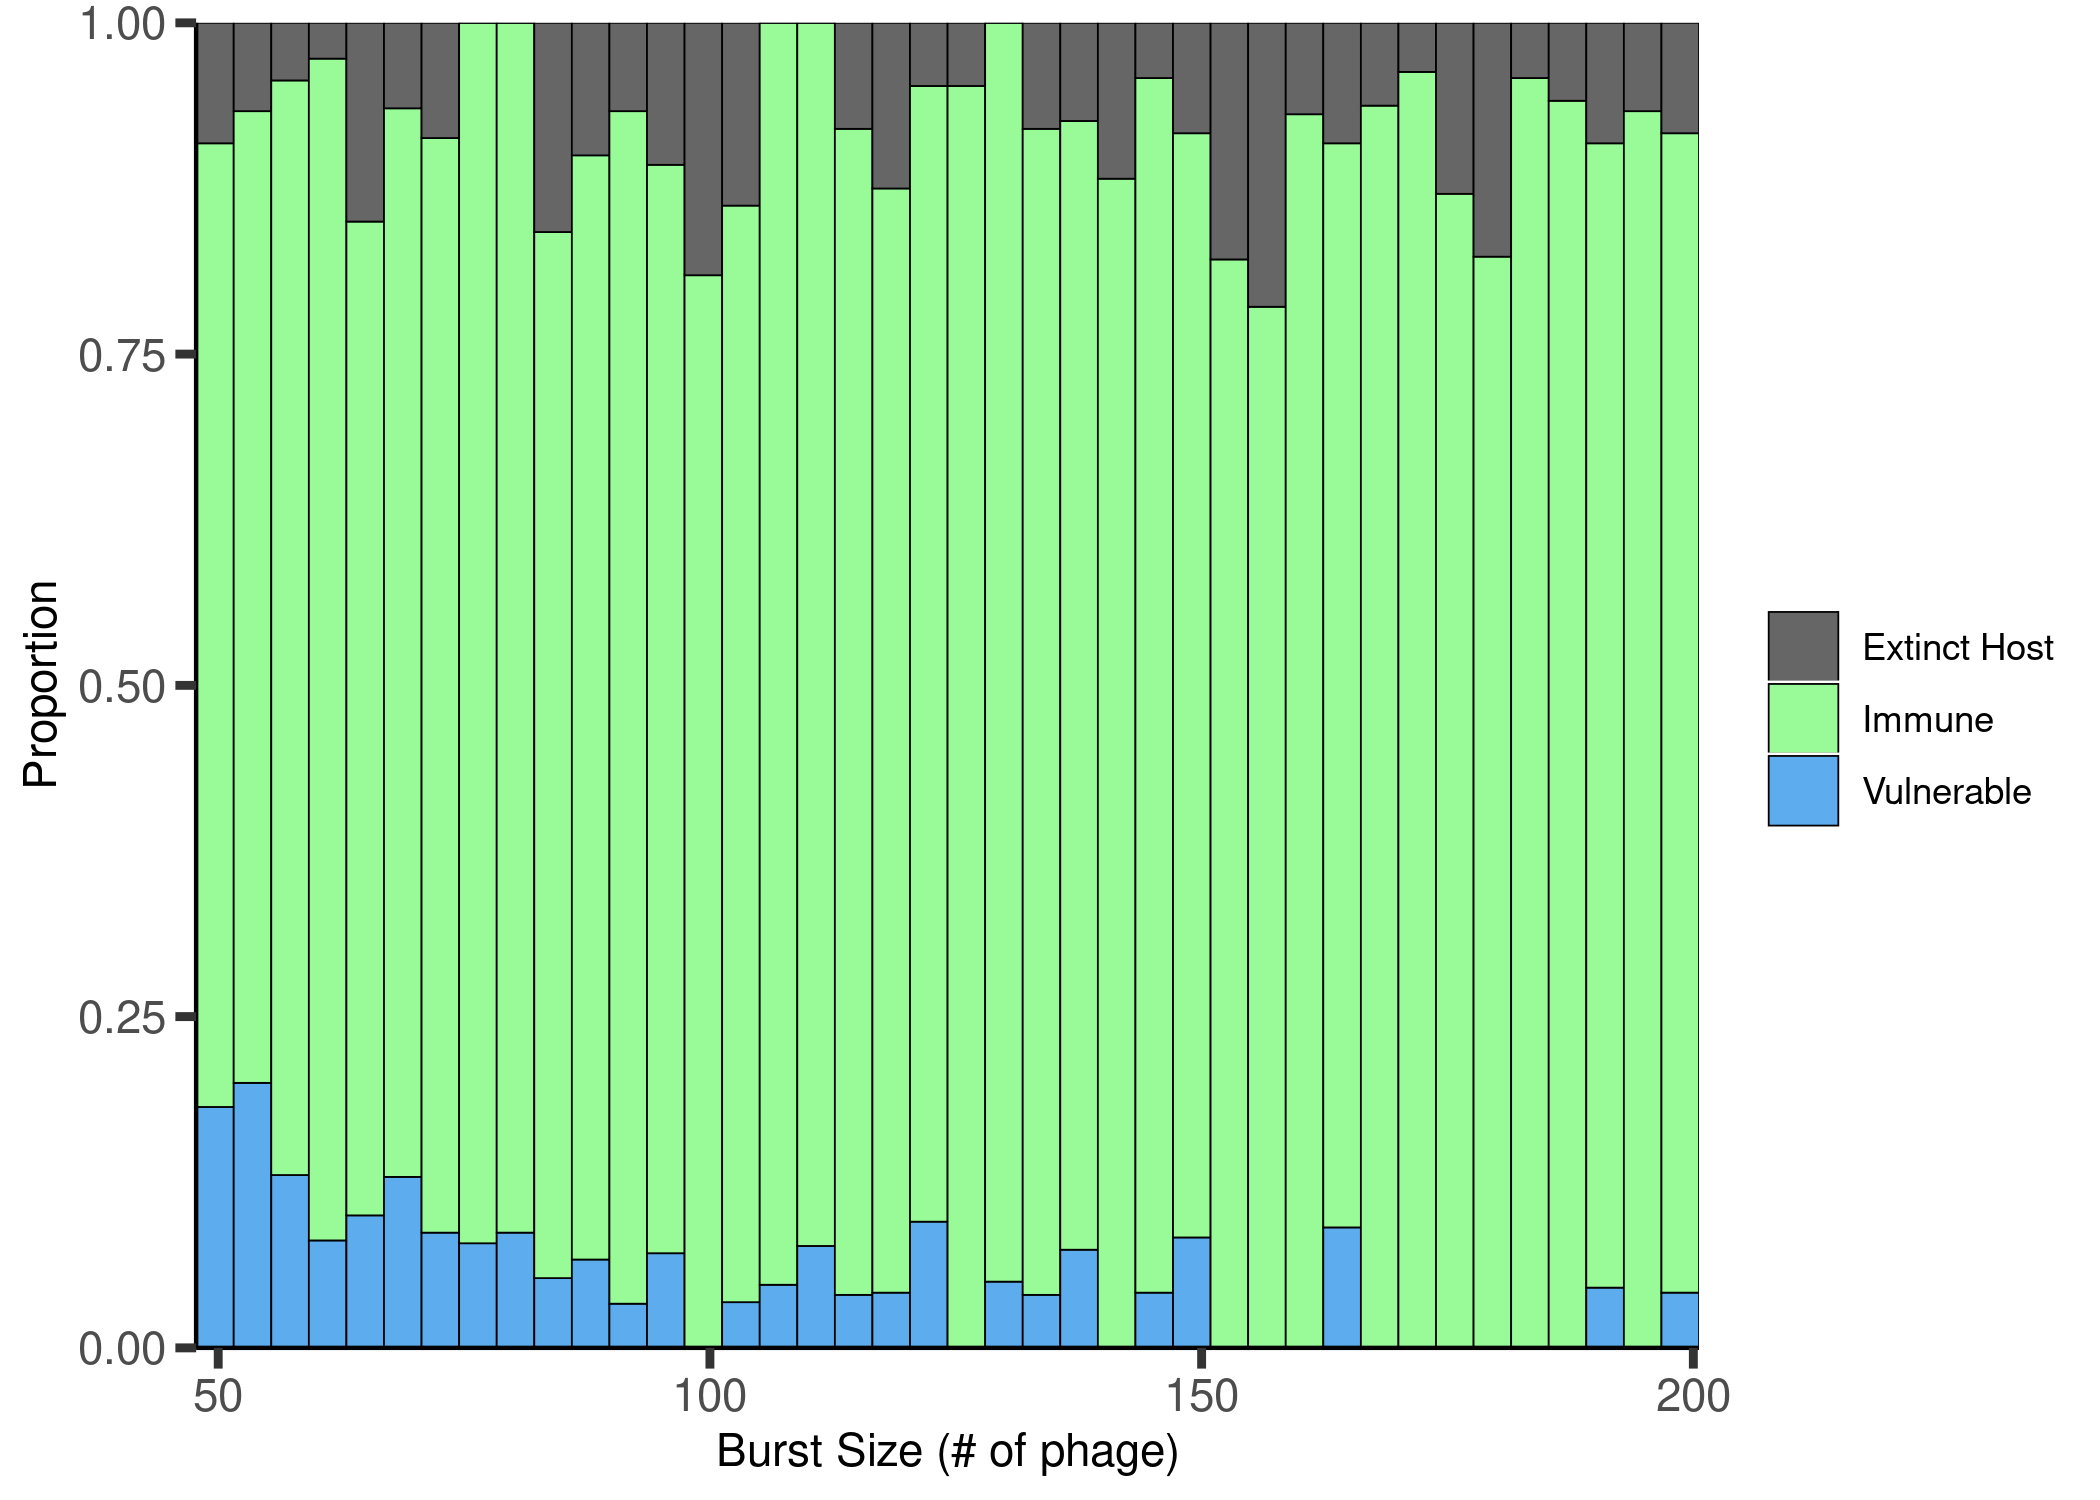 1.00
0.75
0.50
0.25
0.00
Proportion
50 100 150 200
Burst Size (# of phage)
Extinct Host
Immune
Vulnerable